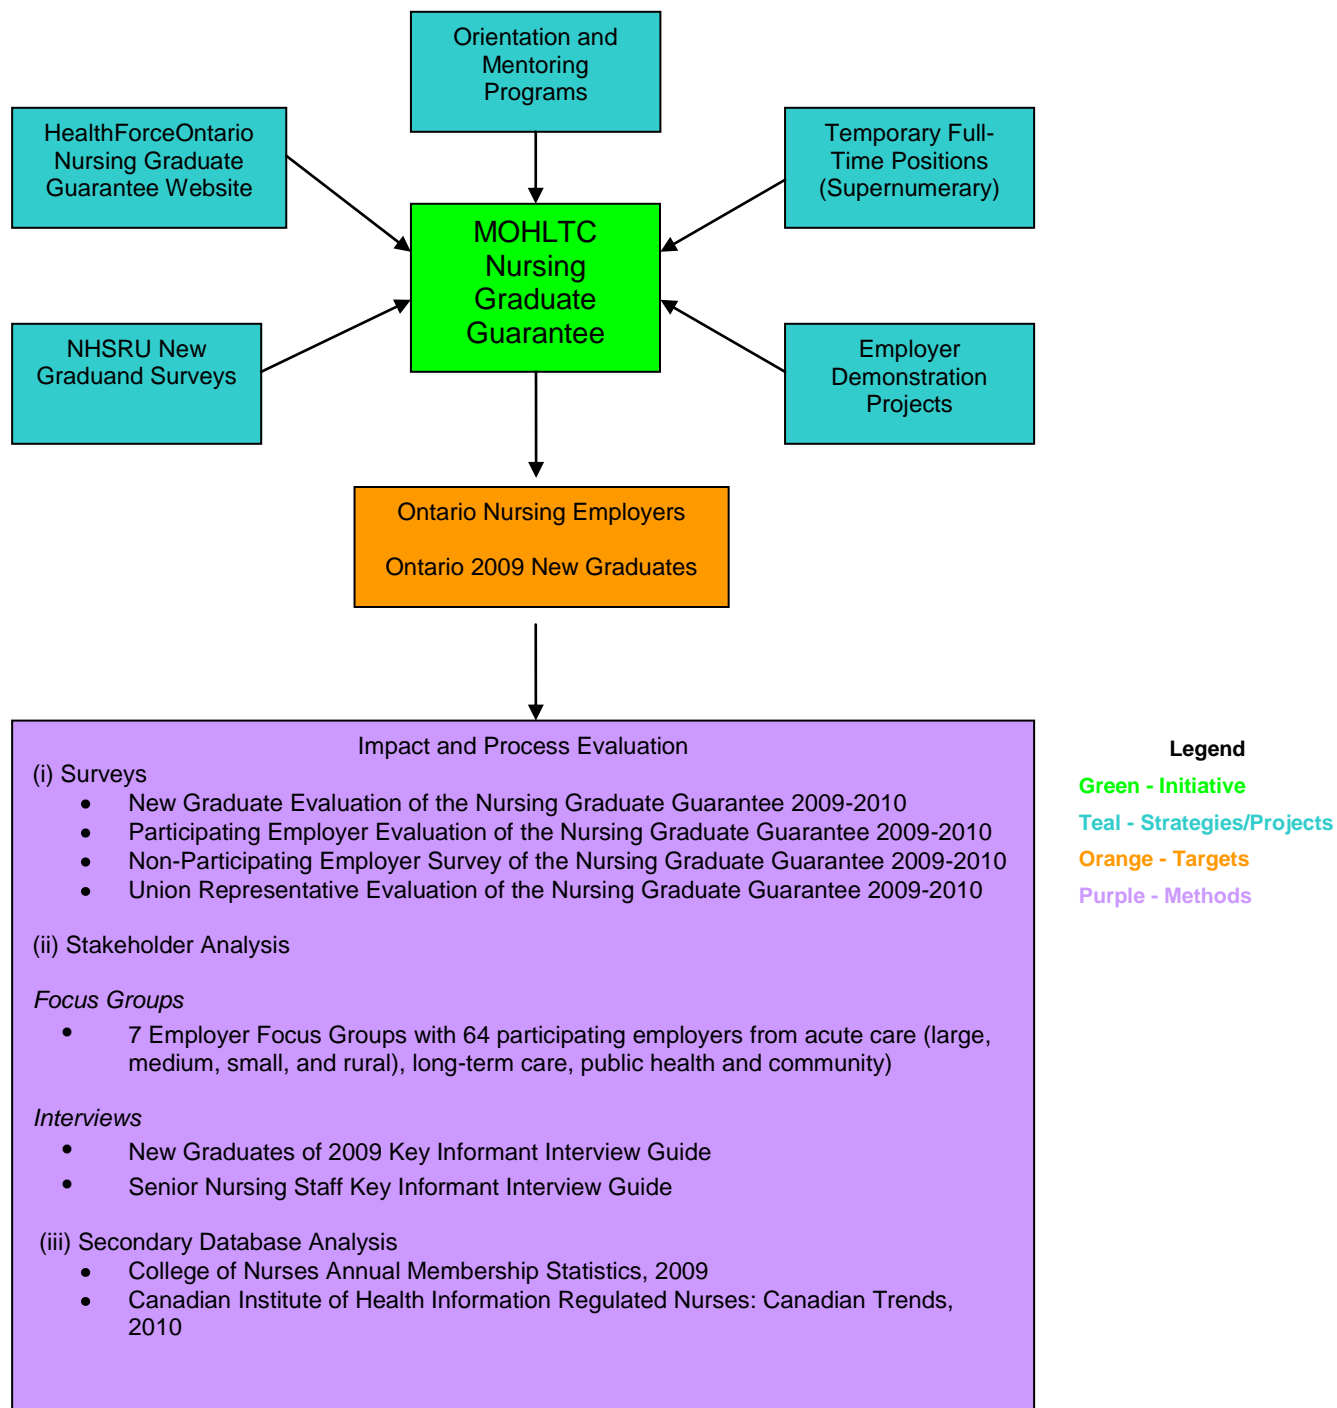 Orientation and
Mentoring
Programs
HealthForceOntario
Nursing Graduate
Guarantee Website
Temporary Full-
Time Positions
(Supernumerary)
MOHLTC
Nursing
Graduate
Guarantee
NHSRU New
Graduand Surveys
Employer
Demonstration
Projects
Ontario Nursing Employers
Ontario 2009 New Graduates
Impact and Process Evaluation
(i) Surveys
• New Graduate Evaluation of the Nursing Graduate Guarantee 2009-2010
• Participating Employer Evaluation of the Nursing Graduate Guarantee 2009-2010
• Non-Participating Employer Survey of the Nursing Graduate Guarantee 2009-2010
• Union Representative Evaluation of the Nursing Graduate Guarantee 2009-2010
(ii) Stakeholder Analysis
Focus Groups
• 7 Employer Focus Groups with 64 participating employers from acute care (large,
medium, small, and rural), long-term care, public health and community)
Interviews
• New Graduates of 2009 Key Informant Interview Guide
• Senior Nursing Staff Key Informant Interview Guide
(iii) Secondary Database Analysis
• College of Nurses Annual Membership Statistics, 2009
• Canadian Institute of Health Information Regulated Nurses: Canadian Trends,
2010
Legend
Green - Initiative
Teal - Strategies/Projects
Orange - Targets
Purple - Methods